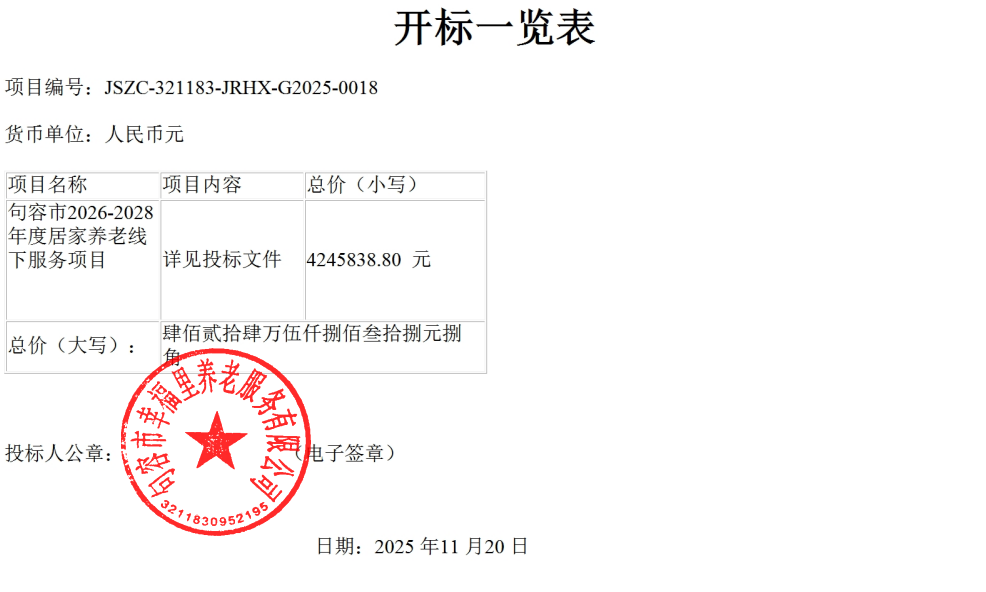 开标一览表
项目编号：JSZC-321183-JRHX-G2025-0018
货币单位：人民币元
项目名称 项目内容 总价（小写）
句容市2026-2028
年度居家养老线
下服务项目
详见投标文件
4245838.80 元
总价（大写）：
肆佰贰拾肆万伍仟捌佰叁拾捌元捌
角
句容市幸福里养老服务有限公司
3211830952195
投标人公章：
（电子签章）
日期：2025 年11 月20 日